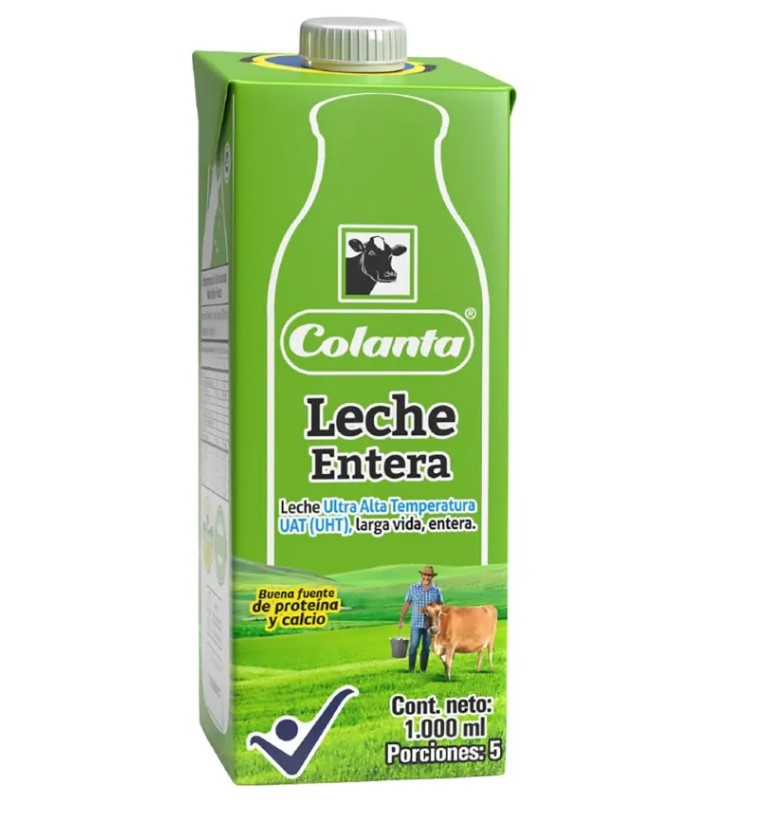 Colanta®
Leche
Entera
Leche Ultra Alta Temperatura
UAT (UHT), larga vida, entera.
Buena fuente
de proteína
y calcio
Cont. neto:
1.000 ml
Porciones: 5